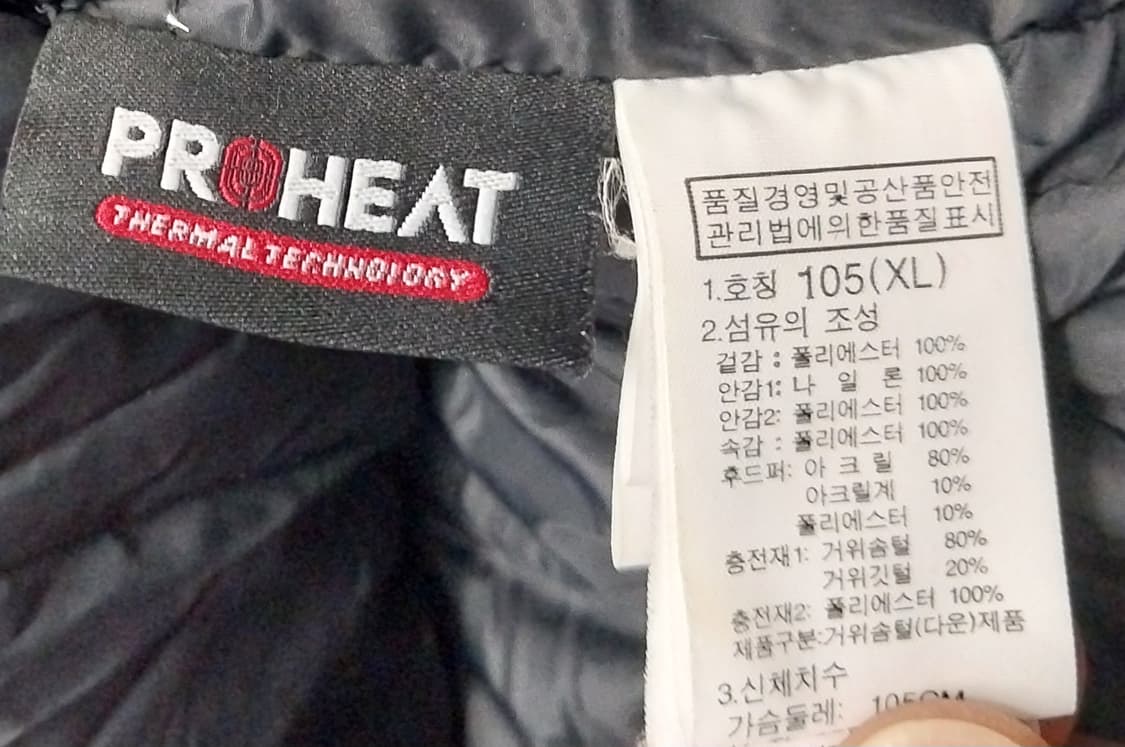 PROHEAT
THERMAL TECHNOLOGY
품질경영및공산품안전
관리법에의한품질표시
1.호칭 105(XL)
2.섬유의 조성
겉감 : 폴리에스터 100%
안감1: 나 일 론 100%
안감2: 폴리에스터 100%
속감 : 폴리에스터 100%
후드퍼: 아 크 릴 80%
아크릴계 10%
폴리에스터 10%
충전재1: 거위솜털 80%
거위깃털 20%
충전재2: 폴리에스터 100%
제품구분:거위솜털(다운)제품
3.신체치수
가슴둘레: 105CM